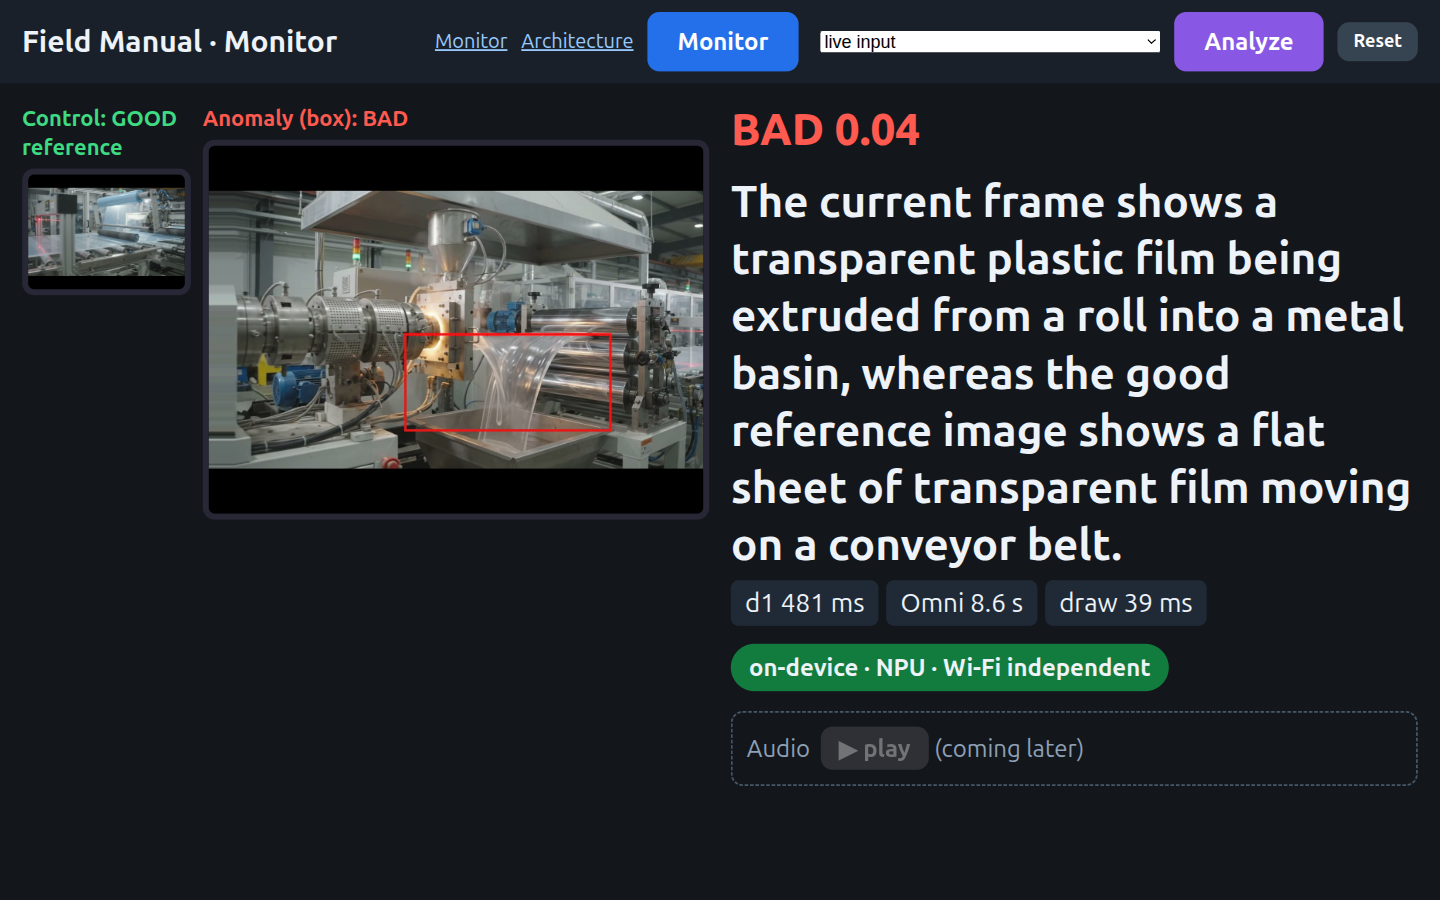 Field Manual · Monitor
Monitor Architecture Monitor live input Analyze Reset
Control: GOOD
reference
Anomaly (box): BAD
BAD 0.04
The current frame shows a
transparent plastic film being
extruded from a roll into a metal
basin, whereas the good
reference image shows a flat
sheet of transparent film moving
on a conveyor belt.
d1 481 ms Omni 8.6 s draw 39 ms
on-device · NPU · Wi-Fi independent
Audio ▶ play (coming later)